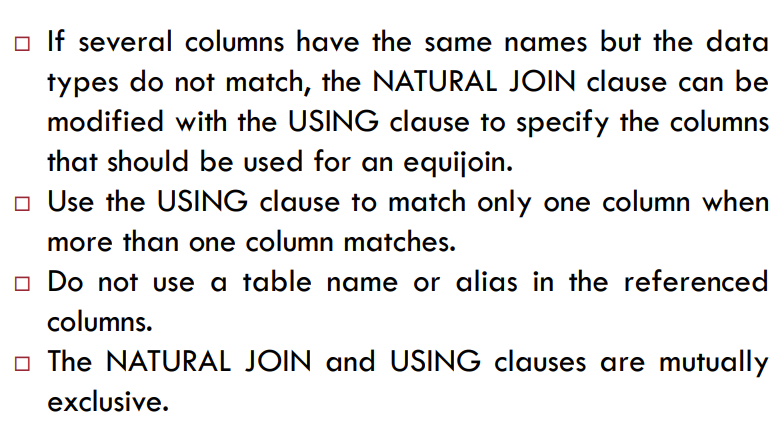 If several columns have the same names but the data
types do not match, the NATURAL JOIN clause can be
modified with the USING clause to specify the columns
that should be used for an equijoin.
Use the USING clause to match only one column when
more than one column matches.
Do not use a table name or alias in the referenced
columns.
The NATURAL JOIN and USING clauses are mutually
exclusive.